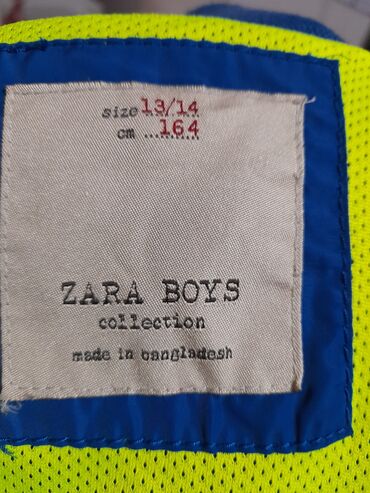 size 13/14
cm 164
ZARA BOYS
collection
made in bangladesh